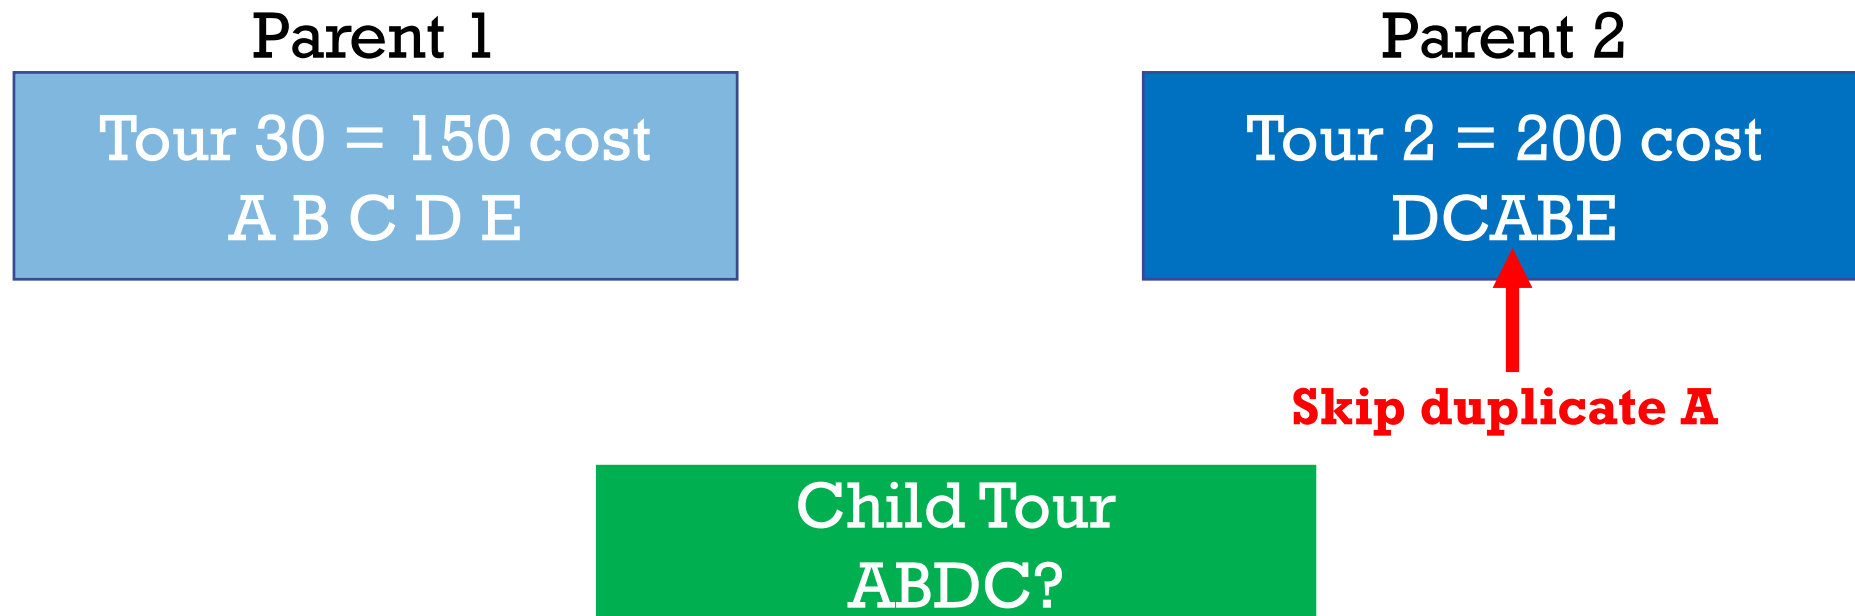 Parent 1
Parent 2
Tour 30 = 150 cost
A B C D E
Tour 2 = 200 cost
DCABE
Skip duplicate A
Child Tour
ABDC?